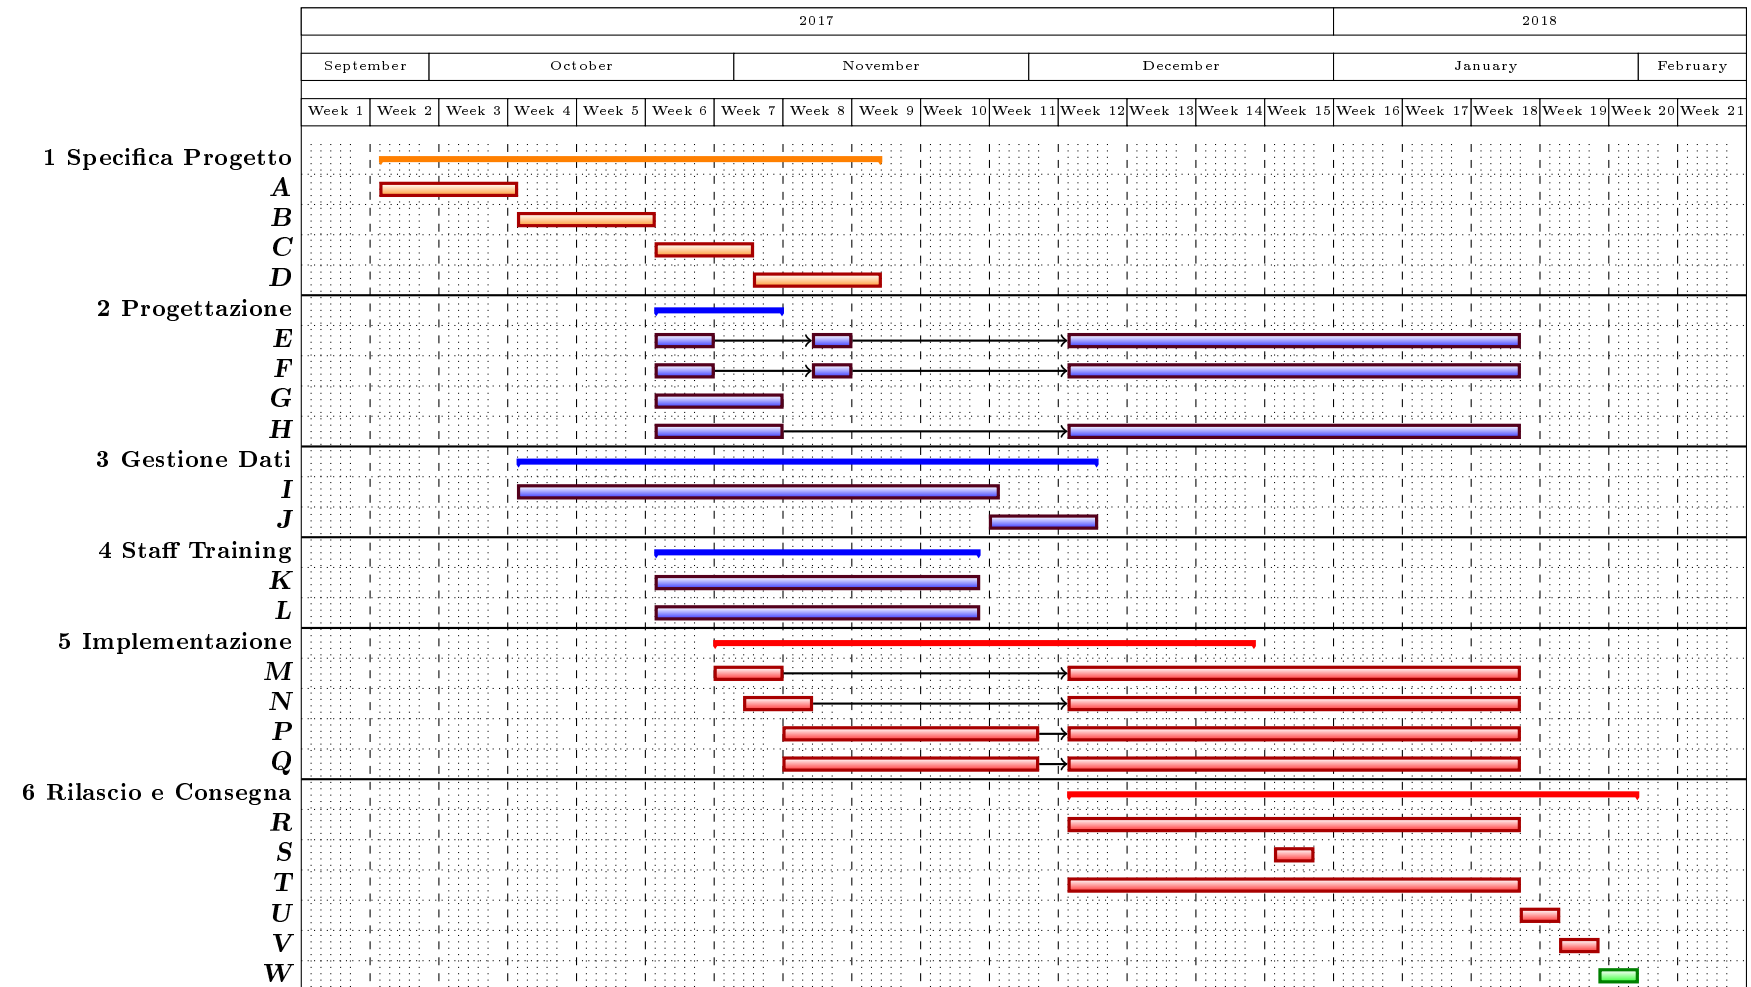 2017 2018
September October November December January February
Week 1 Week 2 Week 3 Week 4 Week 5 Week 6 Week 7 Week 8 Week 9 Week 10 Week 11 Week 12 Week 13 Week 14 Week 15 Week 16 Week 17 Week 18 Week 19 Week 20 Week 21
1 Specifica Progetto
A
B
C
D
2 Progettazione
E
F
G
H
3 Gestione Dati
I
J
4 Staff Training
K
L
5 Implementazione
M
N
P
Q
6 Rilascio e Consegna
R
S
T
U
V
W